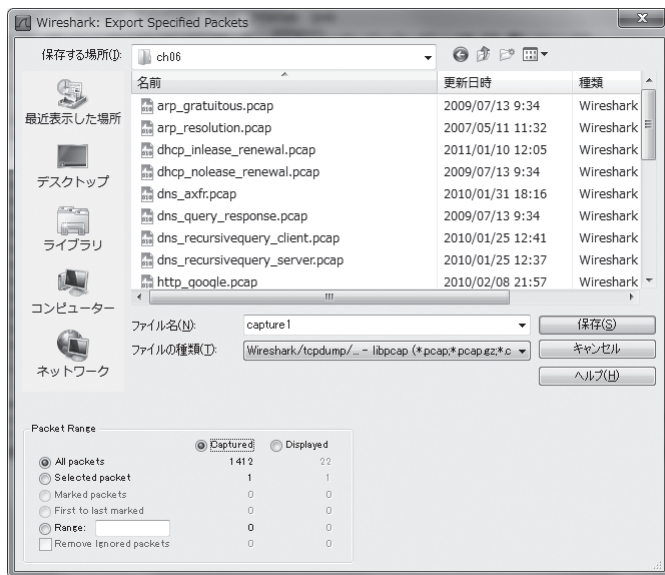 Wireshark: Export Specified Packets
保存する場所(I):
ch06
最近表示した場所
デスクトップ
ライブラリ
コンピューター
ネットワーク
名前 更新日時 種類
arp_gratuitous.pcap 2009/07/13 9:34 Wireshark
arp_resolution.pcap 2007/05/11 11:32 Wireshark
dhcp_inlease_renewal.pcap 2011/01/10 12:05 Wireshark
dhcp_nolease_renewal.pcap 2009/07/13 9:34 Wireshark
dns_axfr.pcap 2010/01/31 18:16 Wireshark
dns_query_response.pcap 2009/07/13 9:34 Wireshark
dns_recursivequery_client.pcap 2010/01/25 12:41 Wireshark
dns_recursivequery_server.pcap 2010/01/25 12:37 Wireshark
http_google.pcap 2010/02/08 21:57 Wireshark
ファイル名(N): capture1 保存(S)
ファイルの種類(T): Wireshark/tcpdump/... - libpcap (*.pcap;*.pcap.gz;*.c キャンセル
ヘルプ(H)
Packet Range
Captured Displayed
All packets 1412 22
Selected packet 1 1
Marked packets 0 0
First to last marked 0 0
Range: 0 0
Remove Ignored packets 0 0